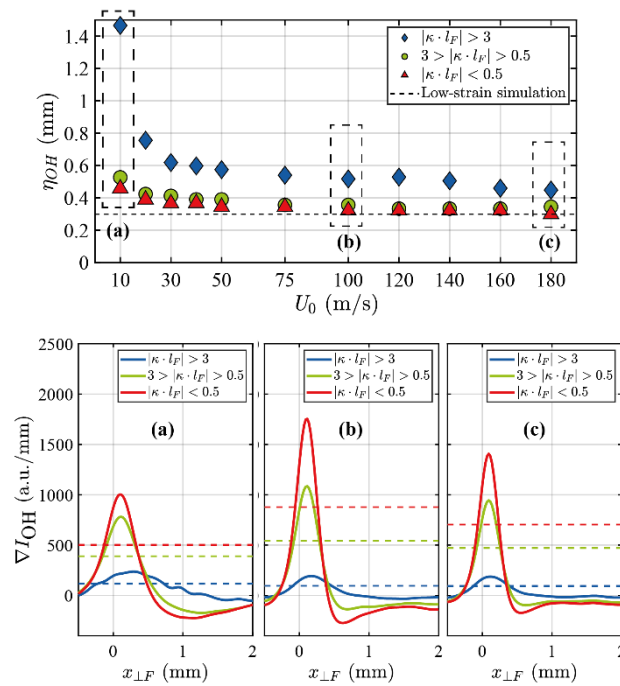 1.4
1.2
1
0.8
0.6
0.4
0.2
0
η_OH (mm)
|κ · l_F| > 3
3 > |κ · l_F| > 0.5
|κ · l_F| < 0.5
Low-strain simulation
(a)
(b)
(c)
10 30 50 75 100 120 140 160 180
U_0 (m/s)
2500
2000
1500
1000
500
0
∇I_OH (a.u./mm)
|κ · l_F| > 3
3 > |κ · l_F| > 0.5
|κ · l_F| < 0.5
(a)
0 1 2
x_⊥F (mm)
|κ · l_F| > 3
3 > |κ · l_F| > 0.5
|κ · l_F| < 0.5
(b)
0 1 2
x_⊥F (mm)
|κ · l_F| > 3
3 > |κ · l_F| > 0.5
|κ · l_F| < 0.5
(c)
0 1 2
x_⊥F (mm)